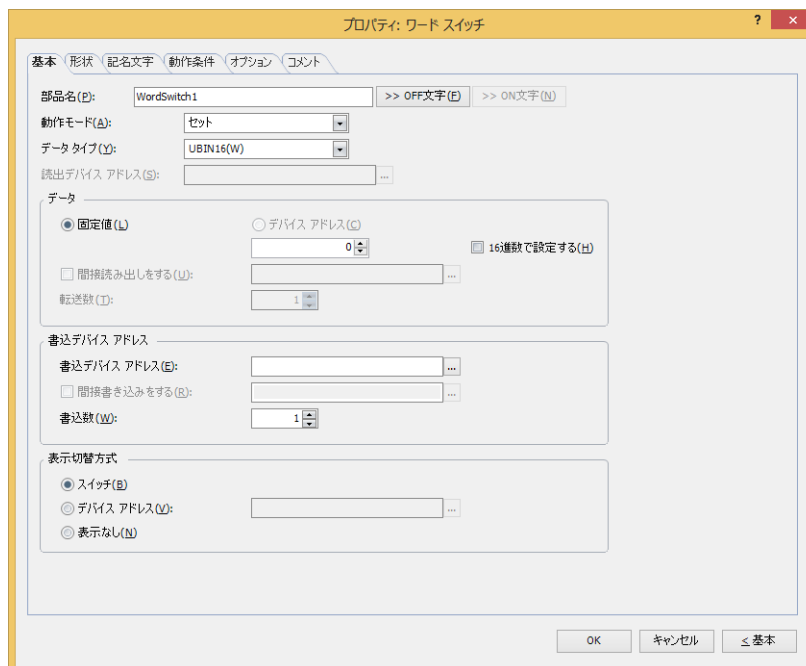 プロパティ: ワード スイッチ ? ×
基本 形状 記名文字 動作条件 オプション コメント
部品名(P): WordSwitch1 >> OFF文字(F) >> ON文字(N)
動作モード(A): セット
データ タイプ(Y): UBIN16(W)
読出デバイス アドレス(S): ...
データ
固定値(L) デバイス アドレス(C)
0 16進数で設定する(H)
間接読み出しをする(U): ...
転送数(T): 1
書込デバイス アドレス
書込デバイス アドレス(E): ...
間接書き込みをする(R): ...
書込数(W): 1
表示切替方式
スイッチ(B)
デバイス アドレス(V): ...
表示なし(N)
OK キャンセル < 基本